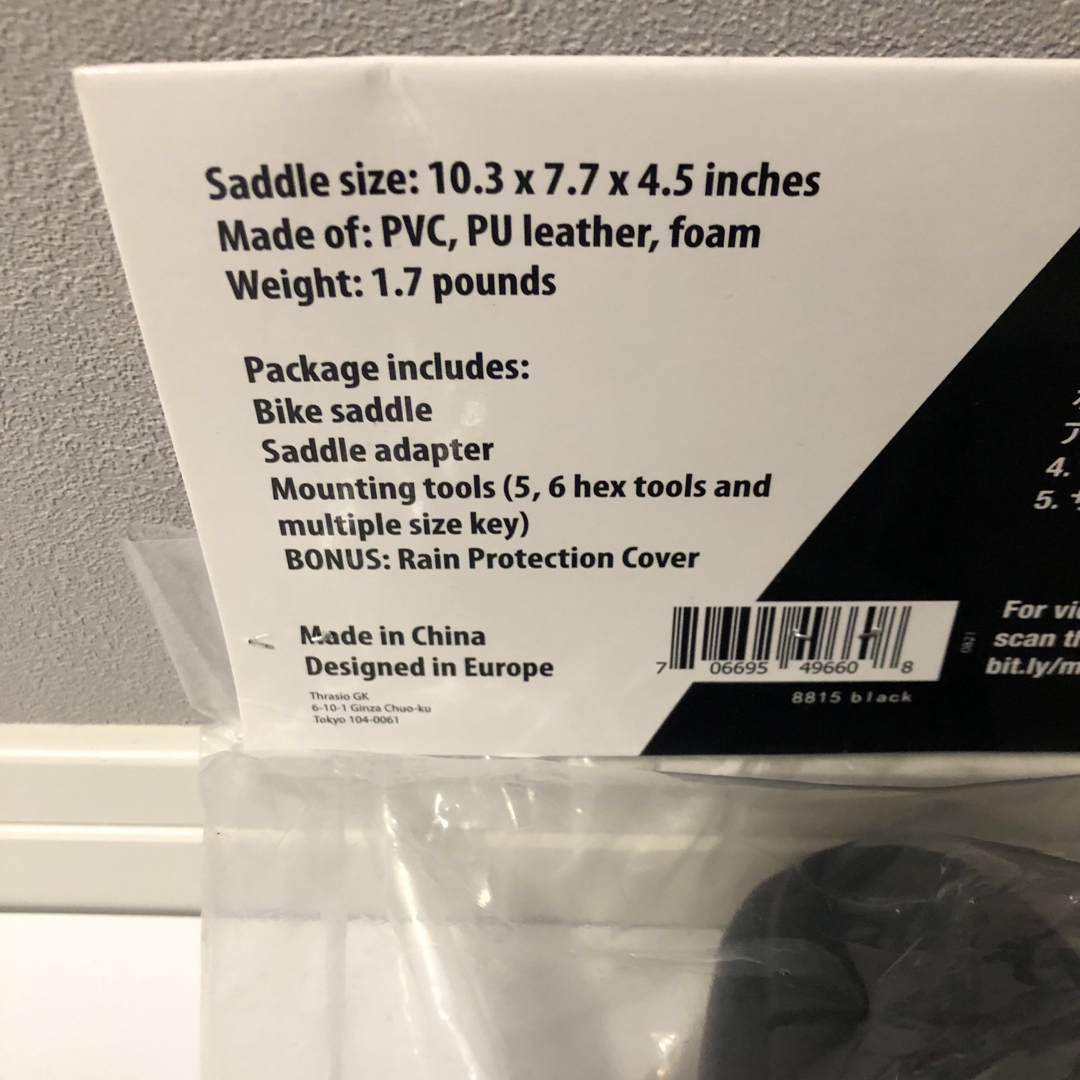 Saddle size: 10.3 x 7.7 x 4.5 inches
Made of: PVC, PU leather, foam
Weight: 1.7 pounds
Package includes:
Bike saddle
Saddle adapter
Mounting tools (5, 6 hex tools and
multiple size key)
BONUS: Rain Protection Cover
Made in China
Designed in Europe
Thrasio GK
6-10-1 Ginza Chuo-ku
Tokyo 104-0061
7 06695 49660 8
8815 black
0821
ア
4.
5.
For
scan
bit.ly/m